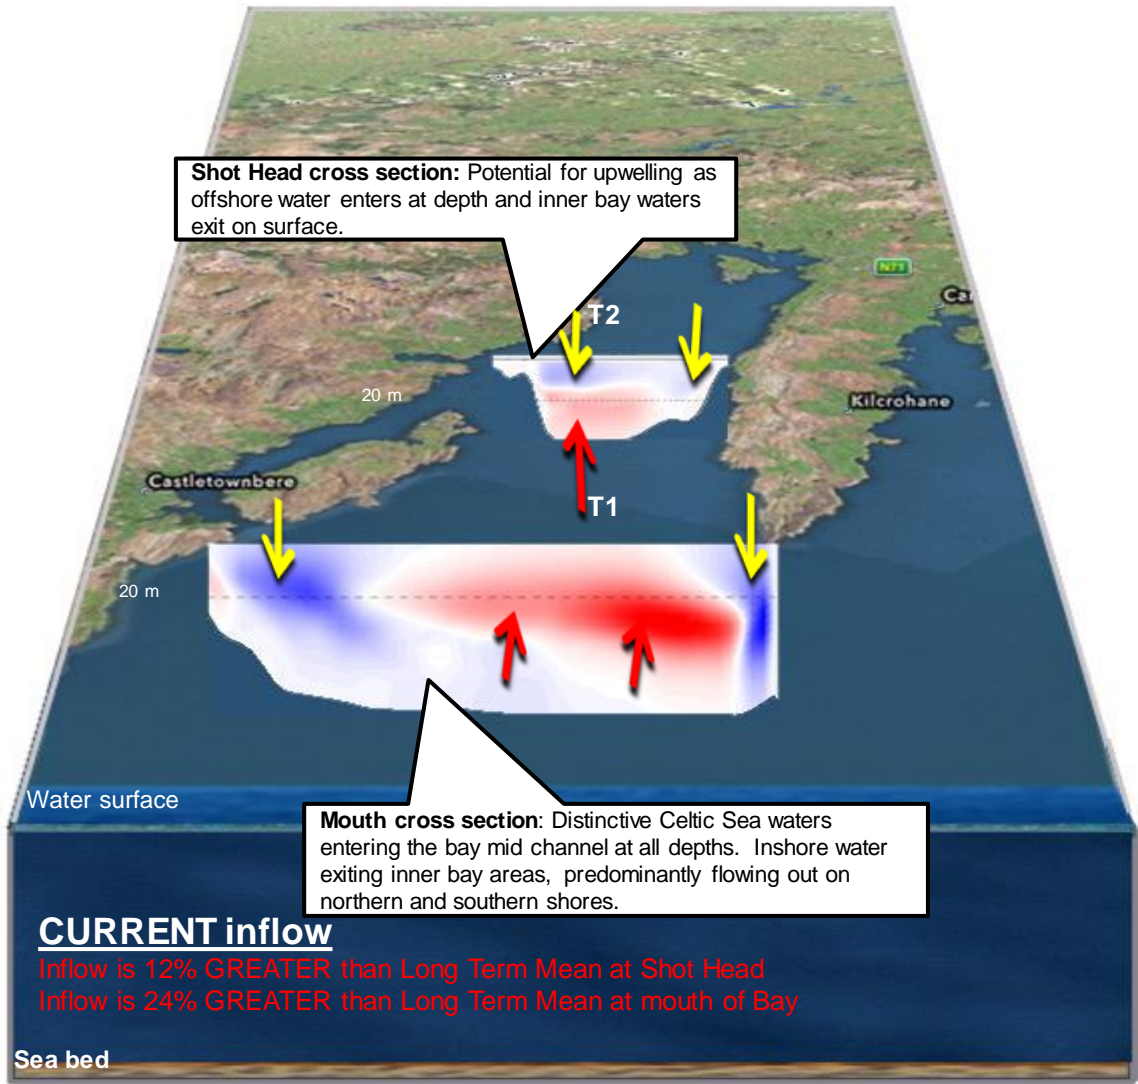 Shot Head cross section: Potential for upwelling as
offshore water enters at depth and inner bay waters
exit on surface.
N71
Ca
T2
20 m
Kilcrohane
Castletownbere
T1
20 m
Water surface
Mouth cross section: Distinctive Celtic Sea waters
entering the bay mid channel at all depths. Inshore water
exiting inner bay areas, predominantly flowing out on
northern and southern shores.
CURRENT inflow
Inflow is 12% GREATER than Long Term Mean at Shot Head
Inflow is 24% GREATER than Long Term Mean at mouth of Bay
Sea bed